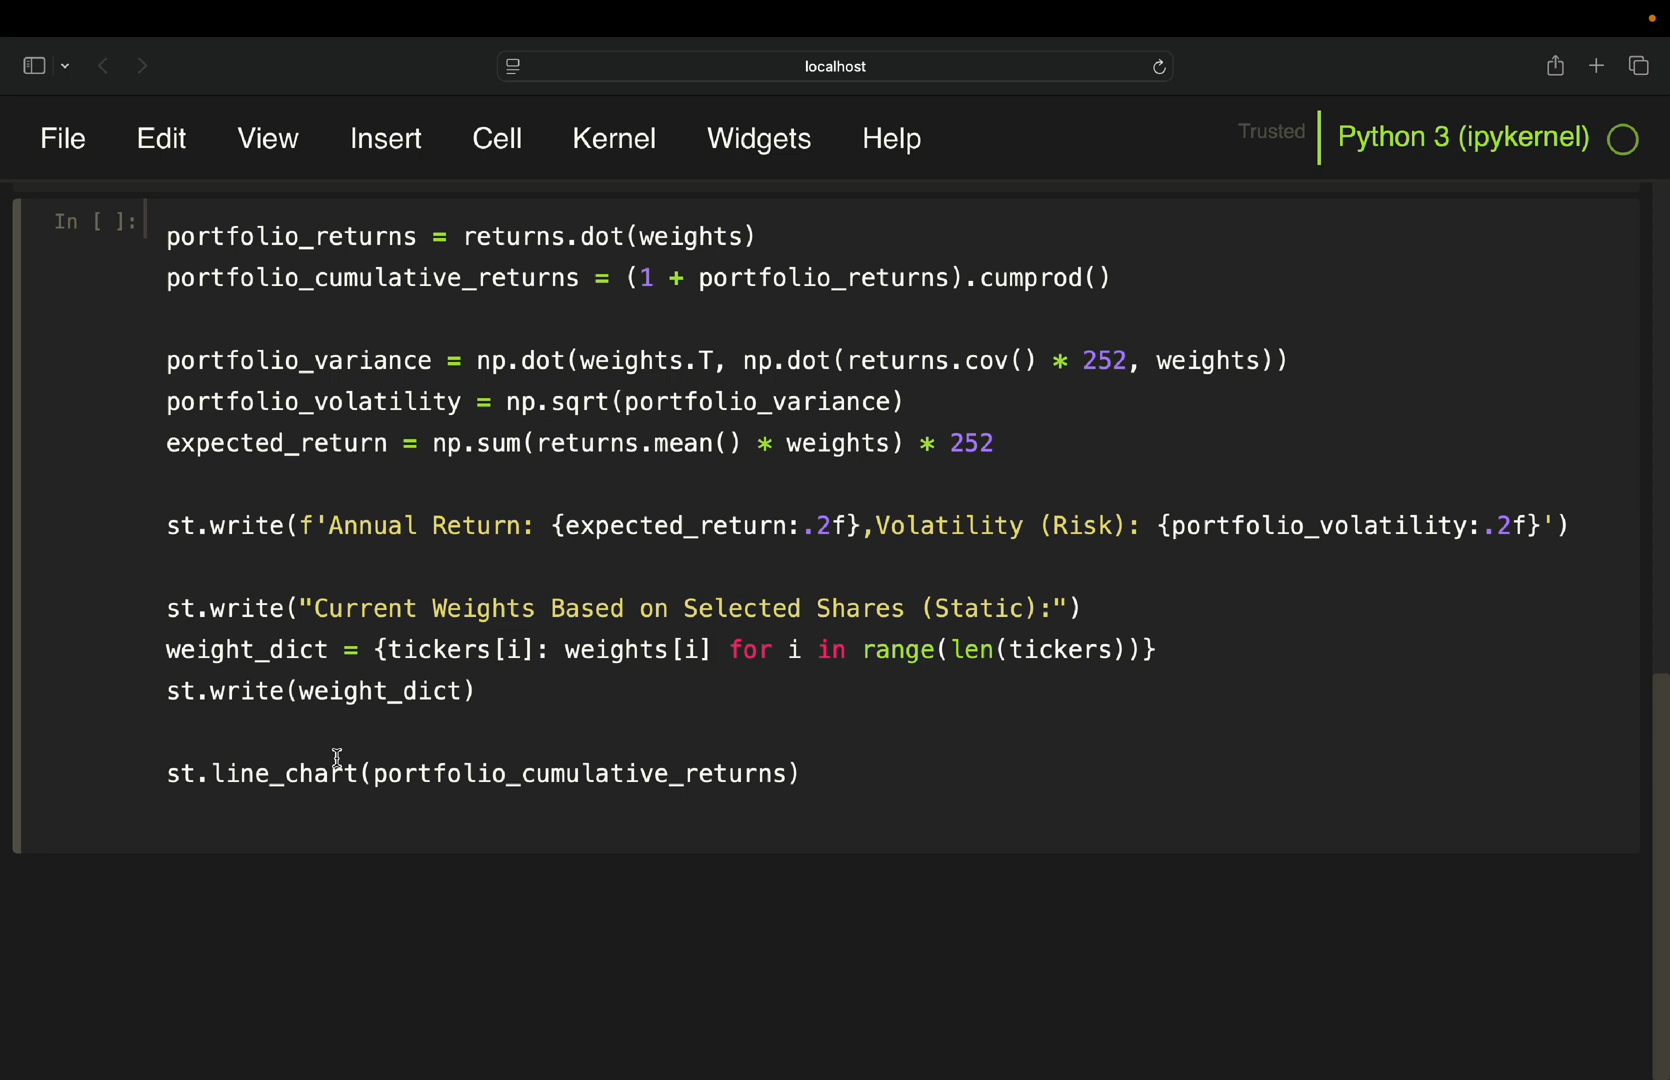 localhost
File Edit View Insert Cell Kernel Widgets Help
Trusted
Python 3 (ipykernel)
In [ ]:
portfolio_returns = returns.dot(weights)
portfolio_cumulative_returns = (1 + portfolio_returns).cumprod()
portfolio_variance = np.dot(weights.T, np.dot(returns.cov() * 252, weights))
portfolio_volatility = np.sqrt(portfolio_variance)
expected_return = np.sum(returns.mean() * weights) * 252
st.write(f'Annual Return: {expected_return:.2f},Volatility (Risk): {portfolio_volatility:.2f}')
st.write("Current Weights Based on Selected Shares (Static):")
weight_dict = {tickers[i]: weights[i] for i in range(len(tickers))}
st.write(weight_dict)
st.line_chart(portfolio_cumulative_returns)